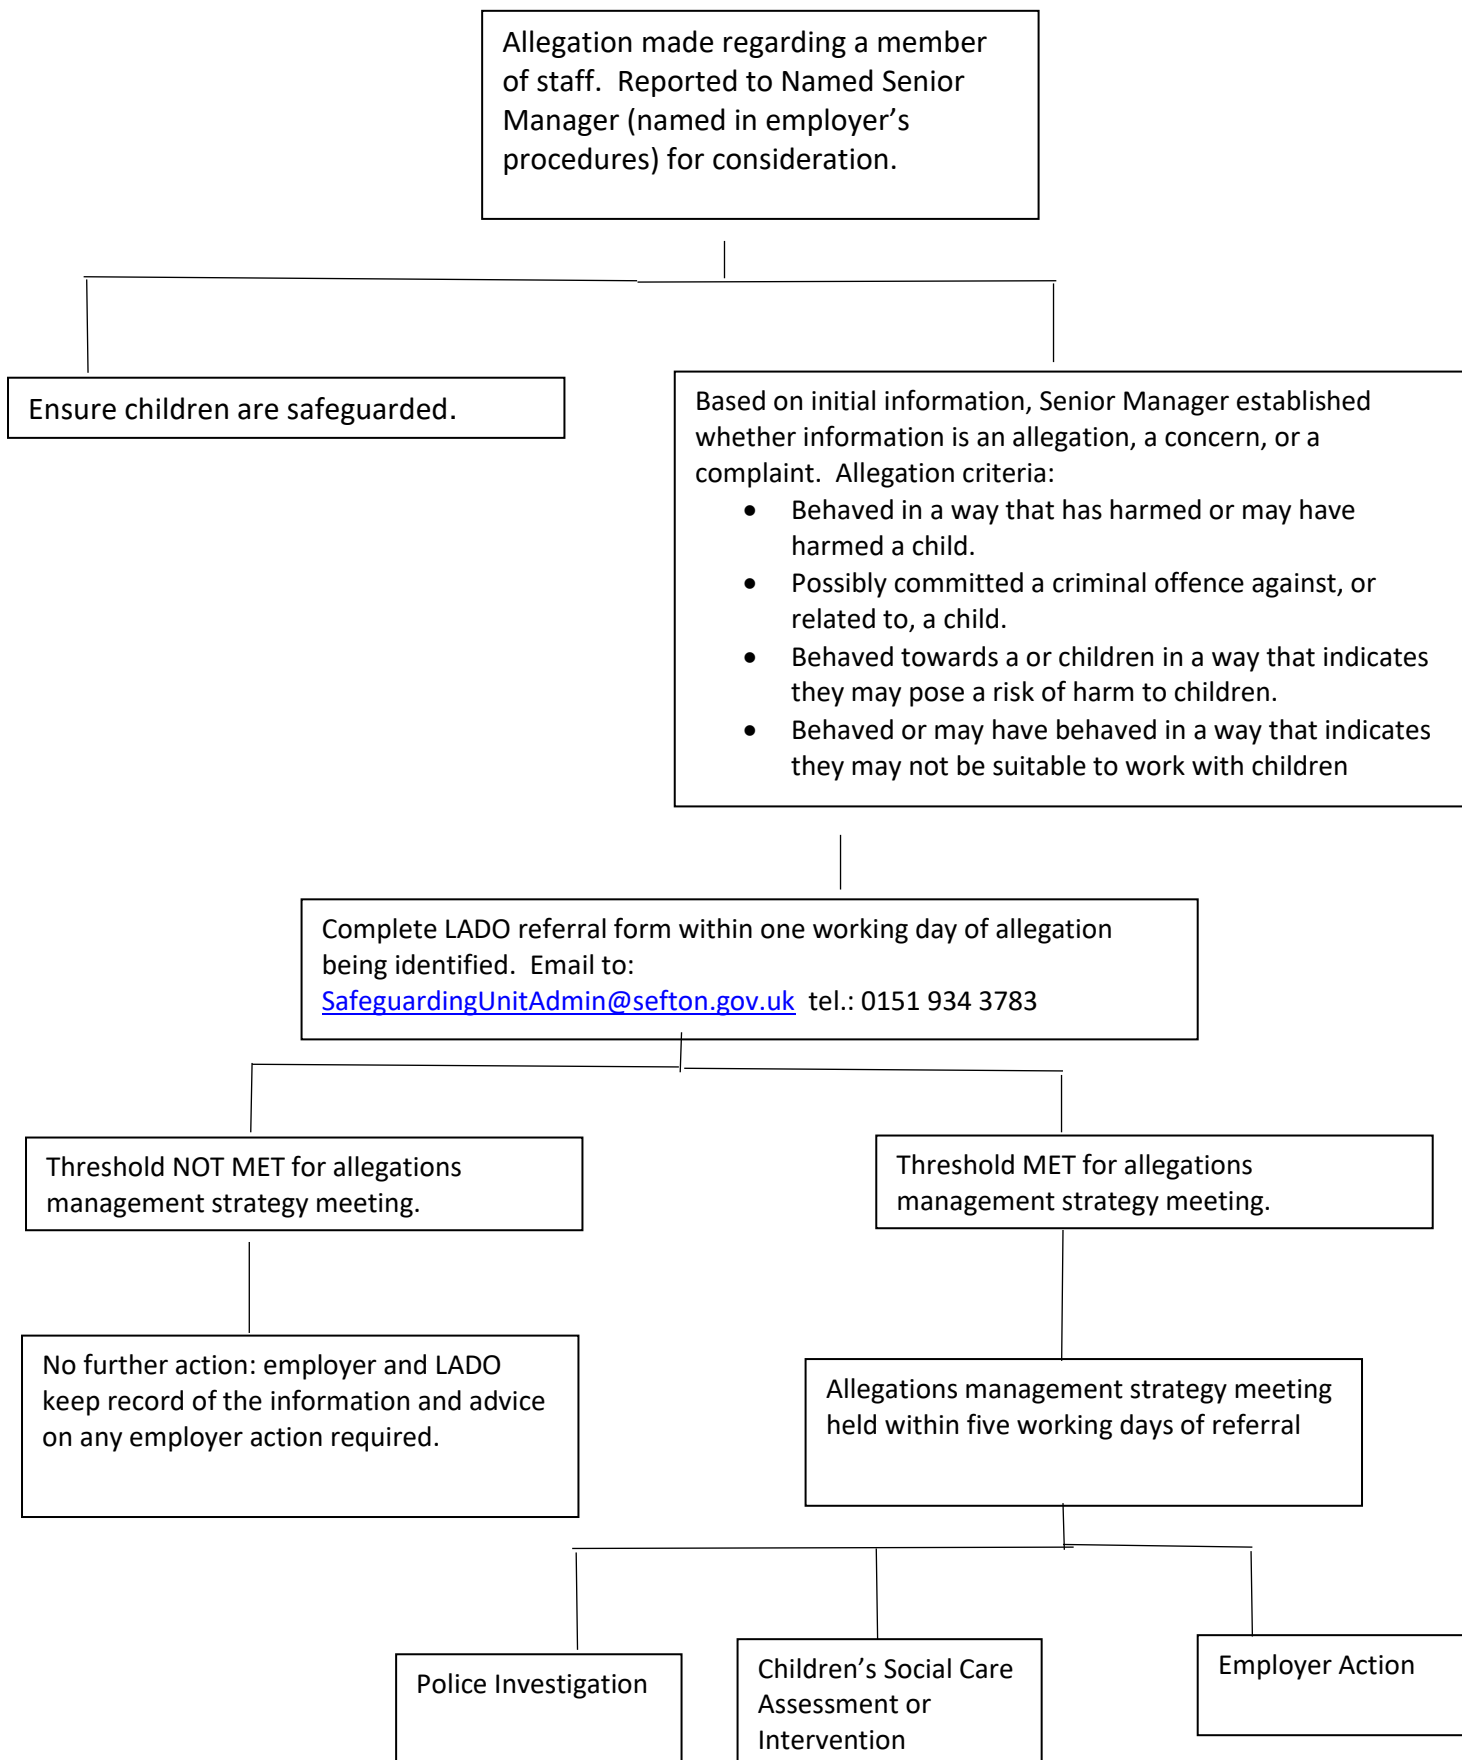 Allegation made regarding a member
of staff.  Reported to Named Senior
Manager (named in employer’s
procedures) for consideration.
Ensure children are safeguarded.
Based on initial information, Senior Manager established
whether information is an allegation, a concern, or a
complaint.  Allegation criteria:
• Behaved in a way that has harmed or may have
harmed a child.
• Possibly committed a criminal offence against, or
related to, a child.
• Behaved towards a or children in a way that indicates
they may pose a risk of harm to children.
• Behaved or may have behaved in a way that indicates
they may not be suitable to work with children
Complete LADO referral form within one working day of allegation
being identified.  Email to:
SafeguardingUnitAdmin@sefton.gov.uk  tel.: 0151 934 3783
Threshold NOT MET for allegations
management strategy meeting.
Threshold MET for allegations
management strategy meeting.
No further action: employer and LADO
keep record of the information and advice
on any employer action required.
Allegations management strategy meeting
held within five working days of referral
Police Investigation
Children’s Social Care
Assessment or
Intervention
Employer Action